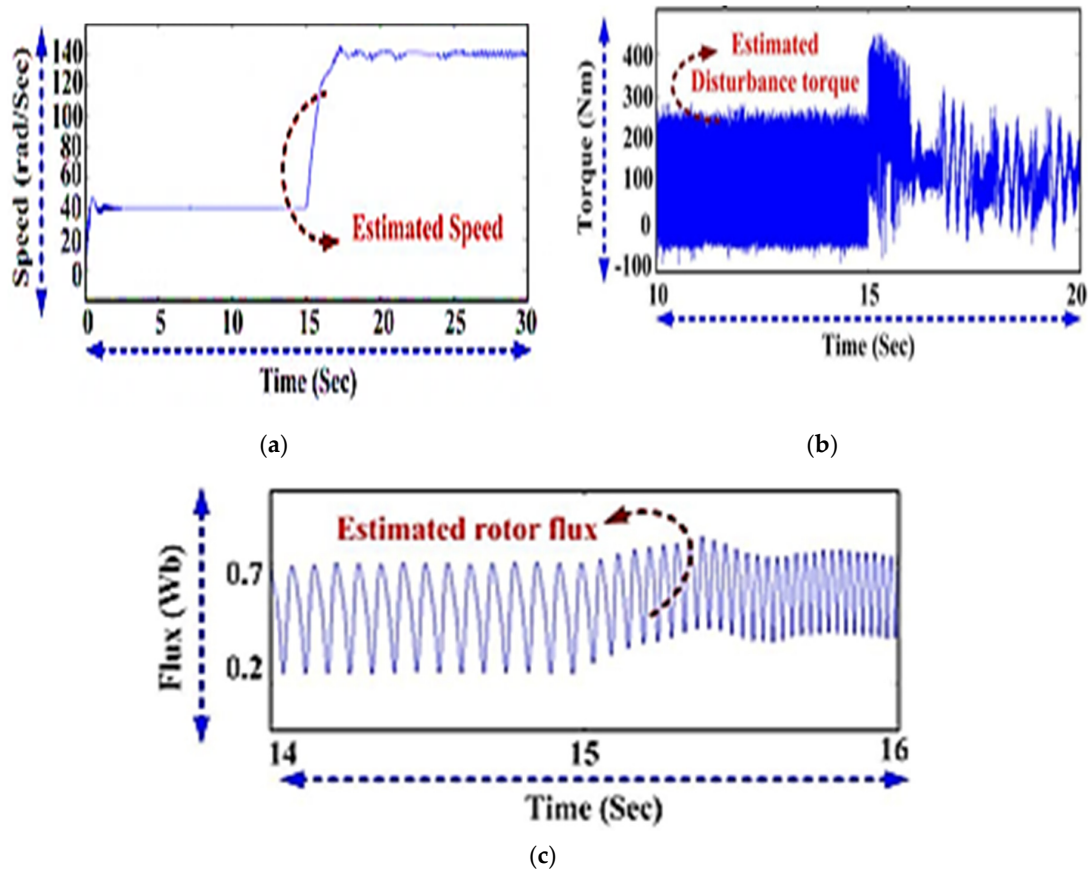 Speed (rad/Sec)
140
120
100
80
60
40
20
0
Estimated Speed
0 5 10 15 20 25 30
Time (Sec)
(a)
Torque (Nm)
400
300
200
100
0
-100
Estimated
Disturbance torque
10 15 20
Time (Sec)
(b)
Flux (Wb)
0.7
0.2
Estimated rotor flux
14 15 16
Time (Sec)
(c)